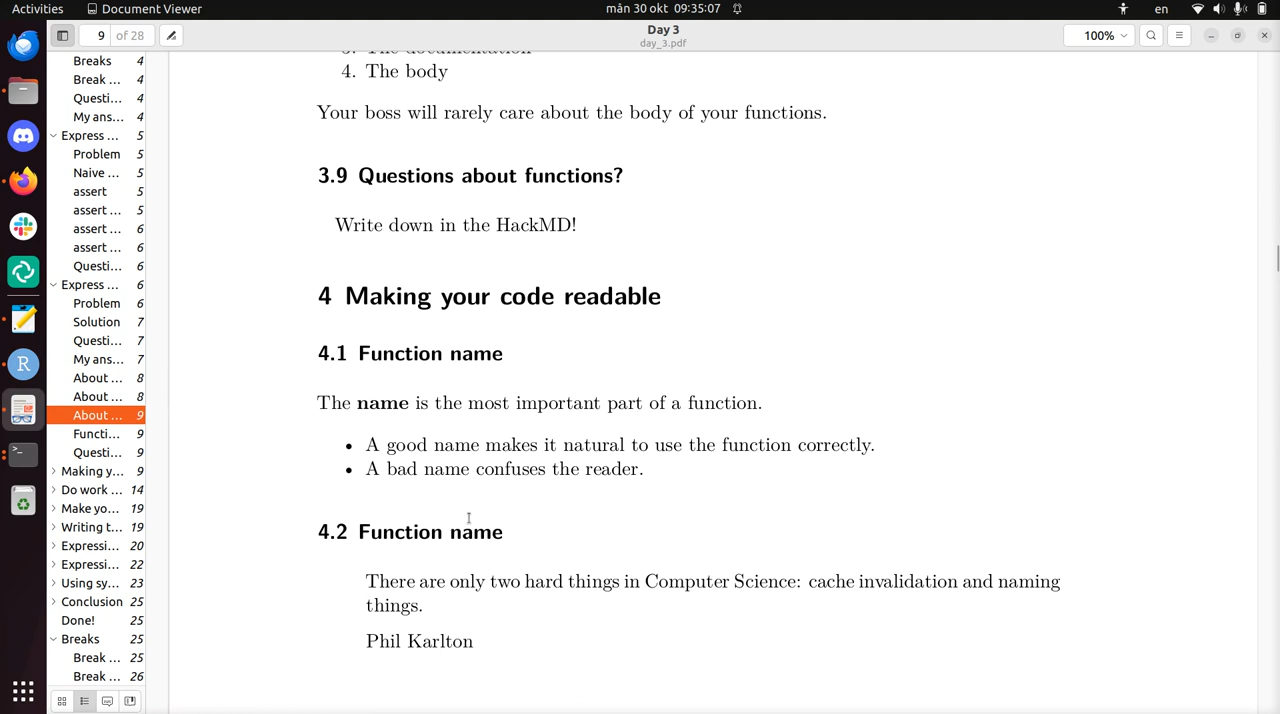 Activities
Document Viewer
mån 30 okt 09:35:07
en
9 of 28
Day 3
day_3.pdf
100%
Breaks 4
Break ... 4
Questi... 4
My ans... 4
Express ... 5
Problem 5
Naive ... 5
assert 5
assert ... 5
assert ... 6
assert ... 6
Questi... 6
Express ... 6
Problem 6
Solution 7
Questi... 7
My ans... 7
About ... 8
About ... 8
About ... 9
Functi... 9
Questi... 9
Making y... 9
Do work ... 14
Make yo... 19
Writing t... 19
Expressi... 20
Expressi... 22
Using sy... 23
Conclusion 25
Done! 25
Breaks 25
Break ... 25
Break ... 26
3. The documentation
4. The body
Your boss will rarely care about the body of your functions.
3.9 Questions about functions?
Write down in the HackMD!
4 Making your code readable
4.1 Function name
The name is the most important part of a function.
• A good name makes it natural to use the function correctly.
• A bad name confuses the reader.
4.2 Function name
There are only two hard things in Computer Science: cache invalidation and naming
things.
Phil Karlton